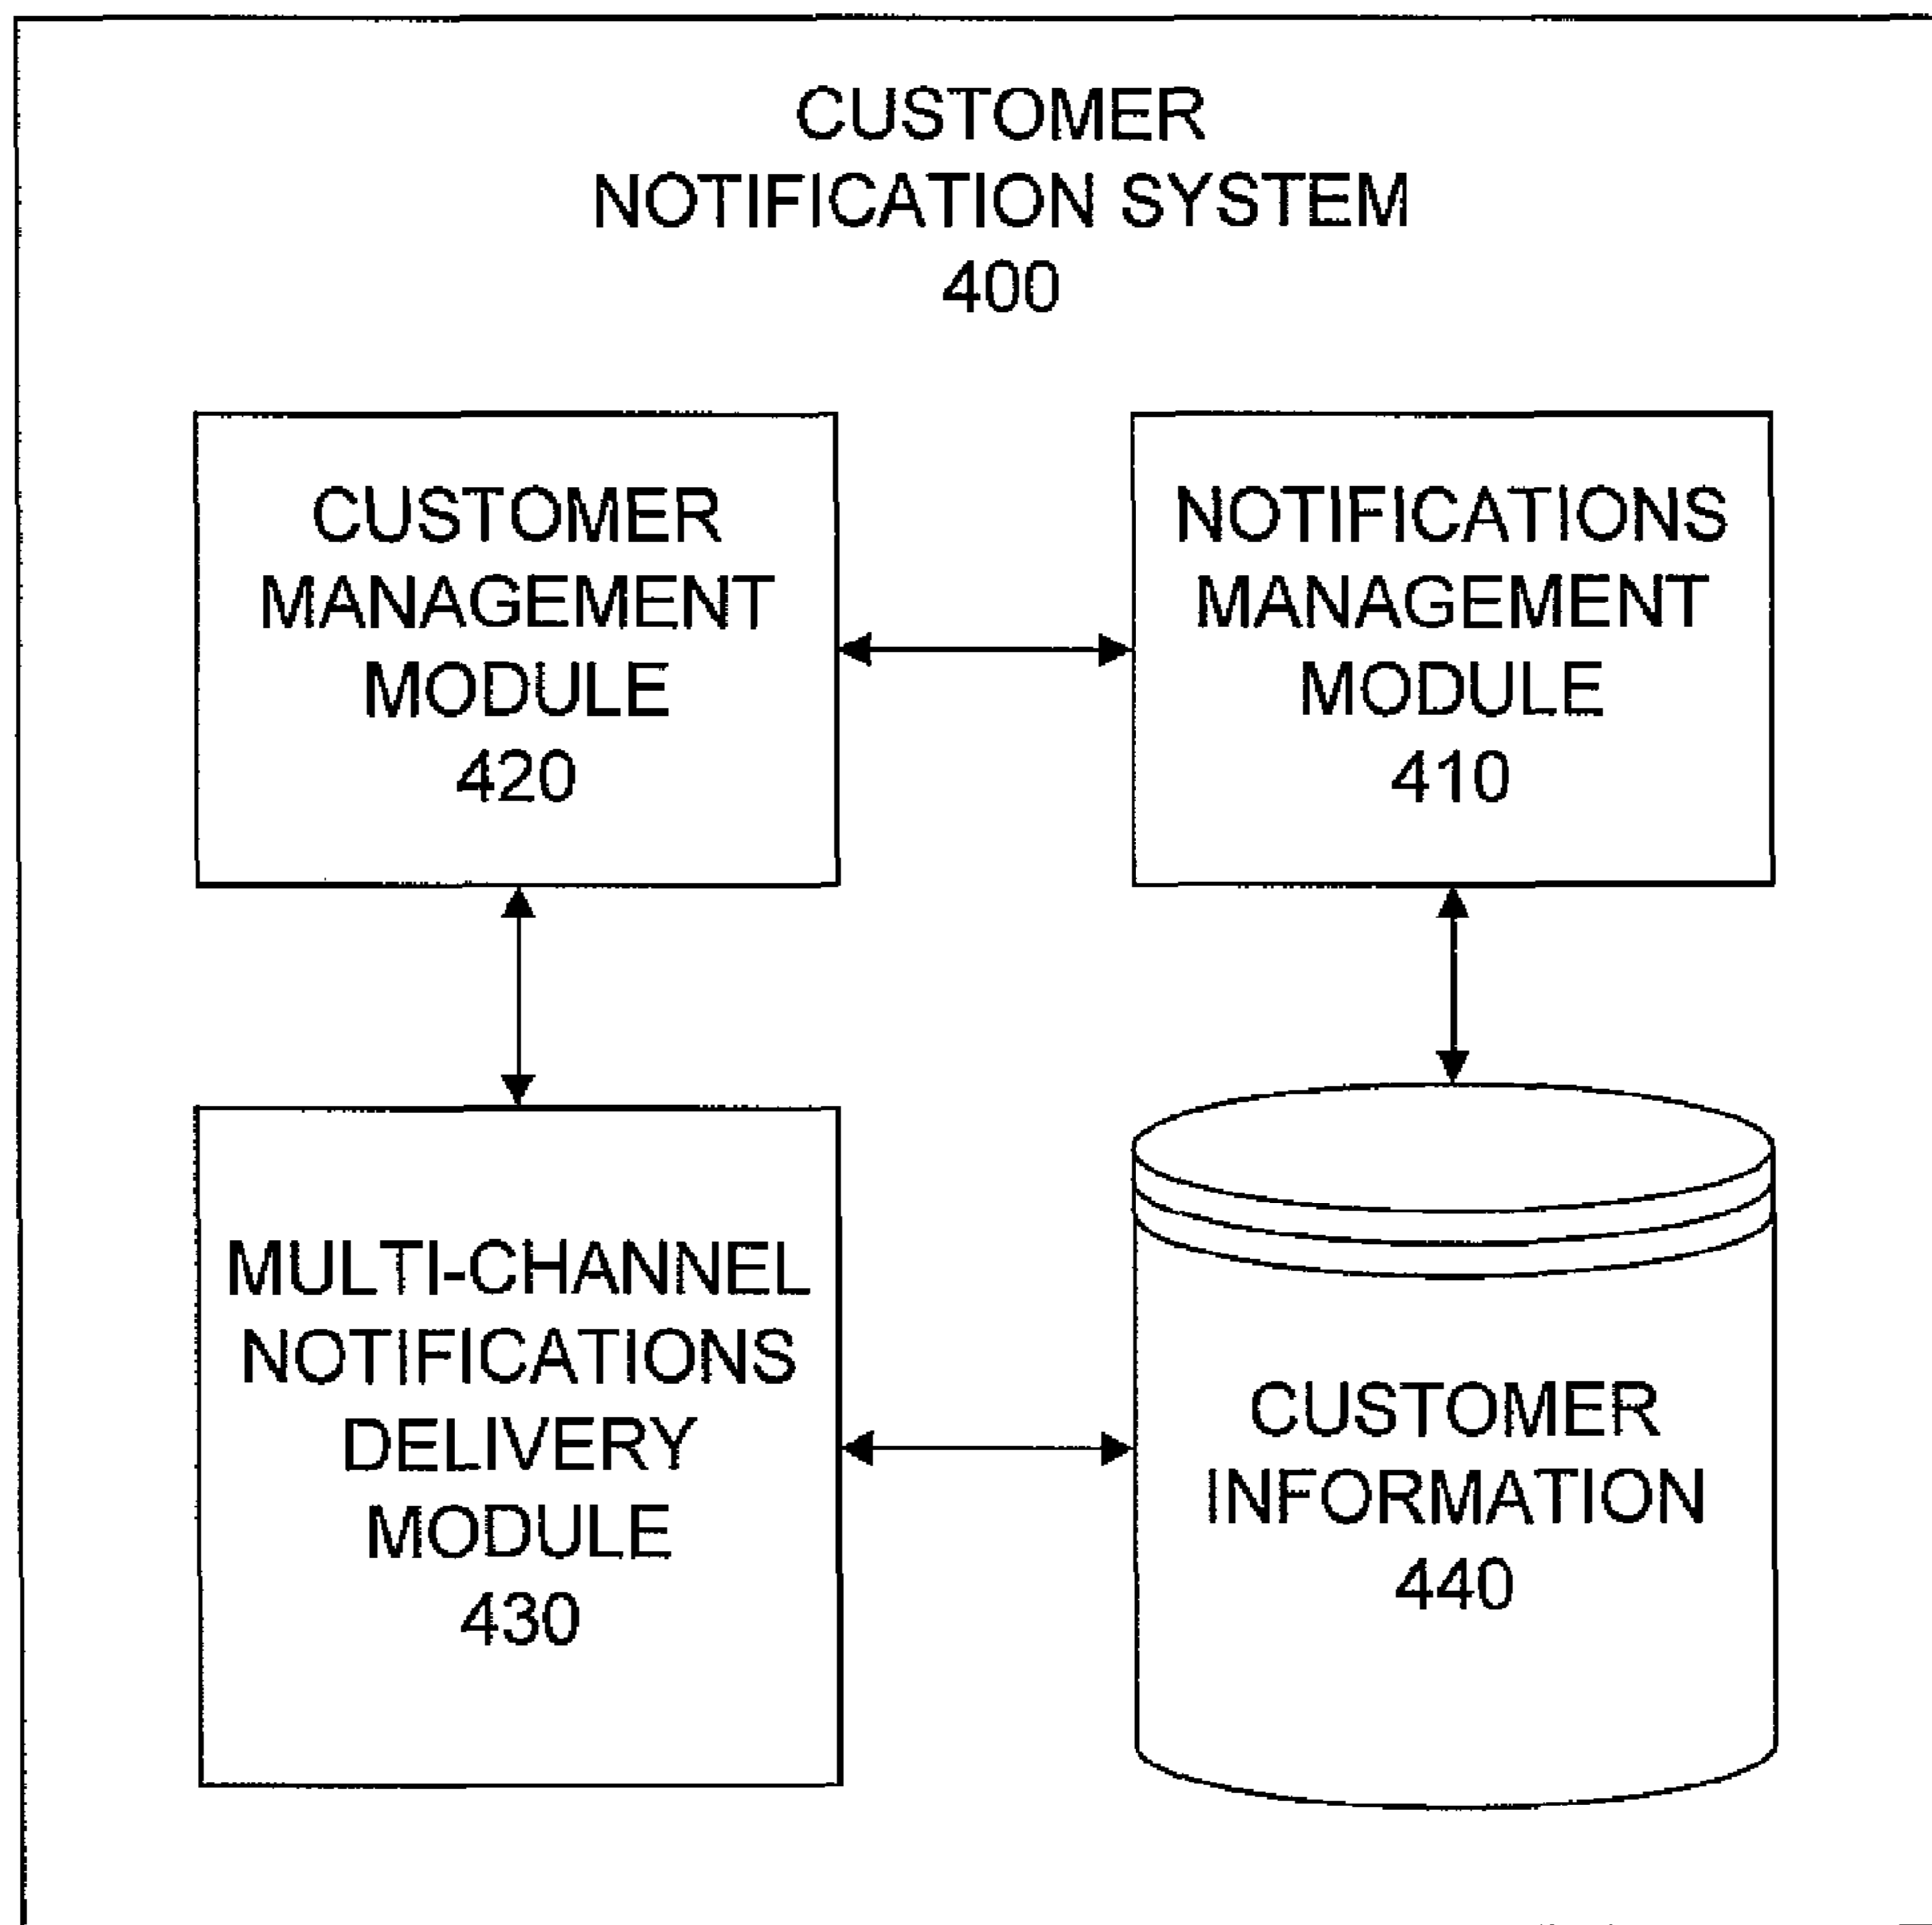 CUSTOMER
NOTIFICATION SYSTEM
400
CUSTOMER
MANAGEMENT
MODULE
420
NOTIFICATIONS
MANAGEMENT
MODULE
410
MULTI-CHANNEL
NOTIFICATIONS
DELIVERY
MODULE
430
CUSTOMER
INFORMATION
440